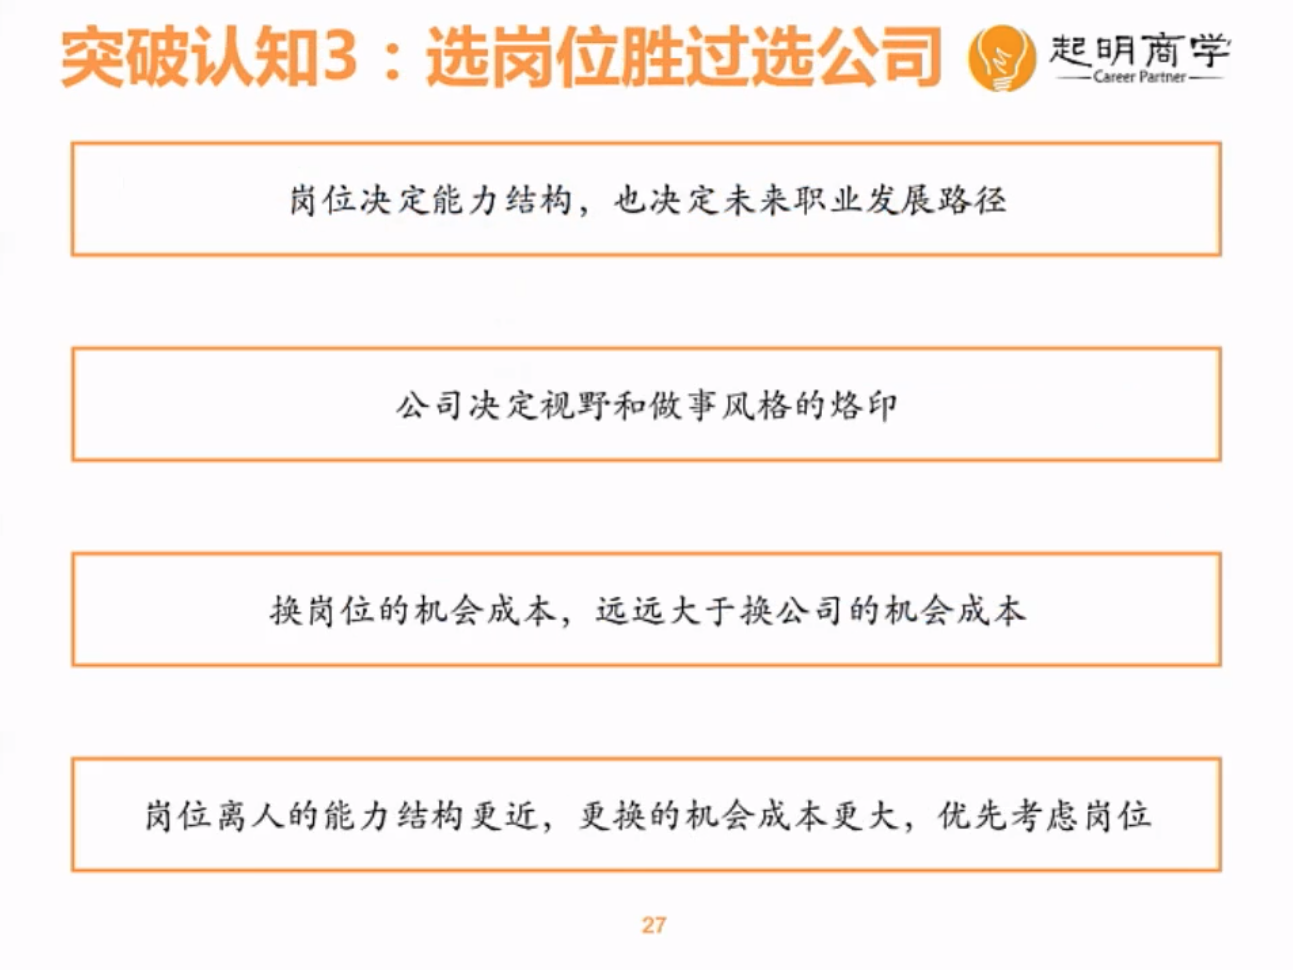 突破认知3：选岗位胜过选公司
起明商学
Career Partner
岗位决定能力结构，也决定未来职业发展路径
公司决定视野和做事风格的烙印
换岗位的机会成本，远远大于换公司的机会成本
岗位离人的能力结构更近，更换的机会成本更大，优先考虑岗位
27